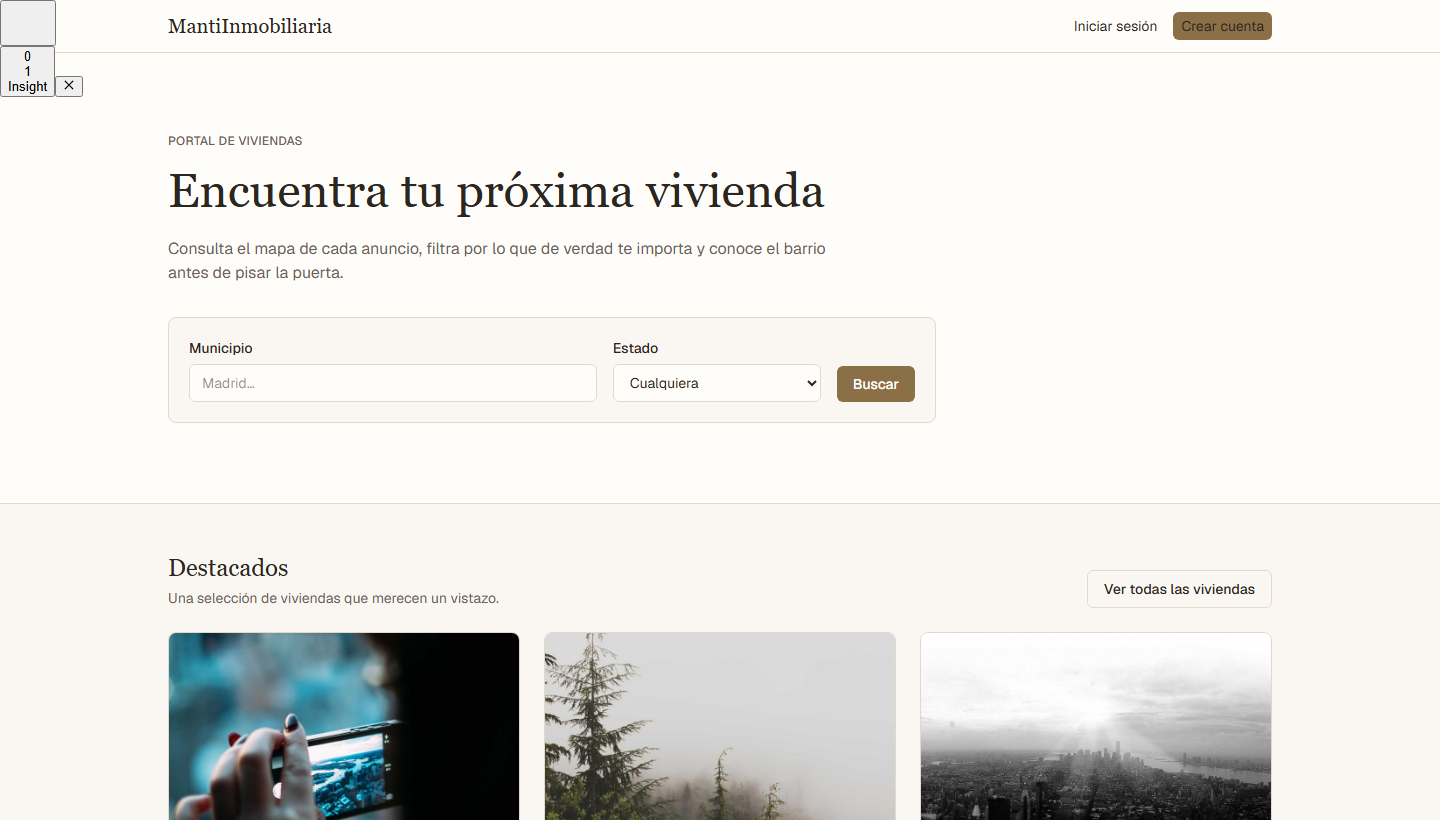 MantiInmobiliaria
Iniciar sesión
Crear cuenta
0
1
Insight
PORTAL DE VIVIENDAS
Encuentra tu próxima vivienda
Consulta el mapa de cada anuncio, filtra por lo que de verdad te importa y conoce el barrio
antes de pisar la puerta.
Municipio
Estado
Madrid...
Cualquiera
Buscar
Destacados
Una selección de viviendas que merecen un vistazo.
Ver todas las viviendas